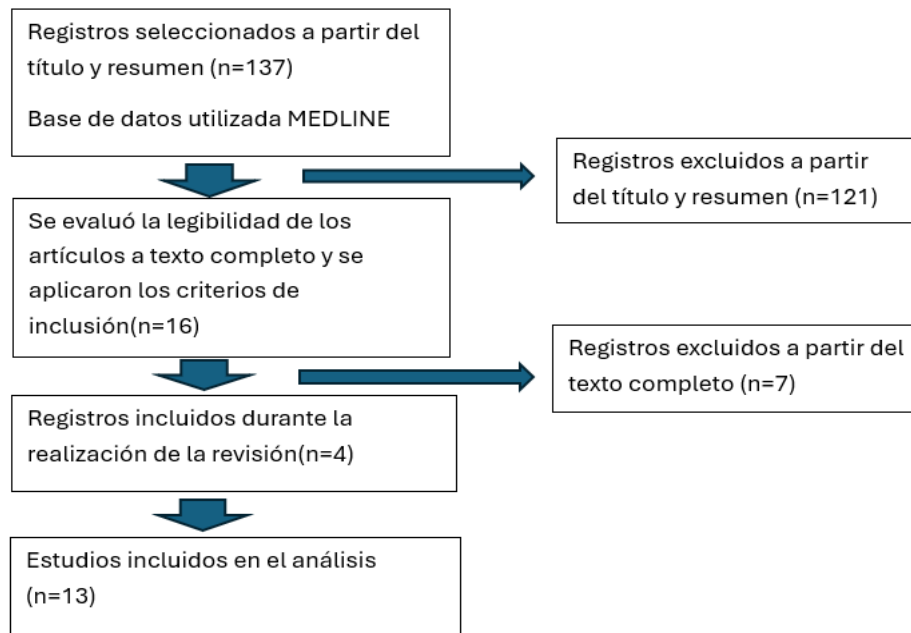 Registros seleccionados a partir del
título y resumen (n=137)
Base de datos utilizada MEDLINE
Registros excluidos a partir
del título y resumen (n=121)
Se evaluó la legibilidad de los
artículos a texto completo y se
aplicaron los criterios de
inclusión(n=16)
Registros excluidos a partir del
texto completo (n=7)
Registros incluidos durante la
realización de la revisión(n=4)
Estudios incluidos en el análisis
(n=13)